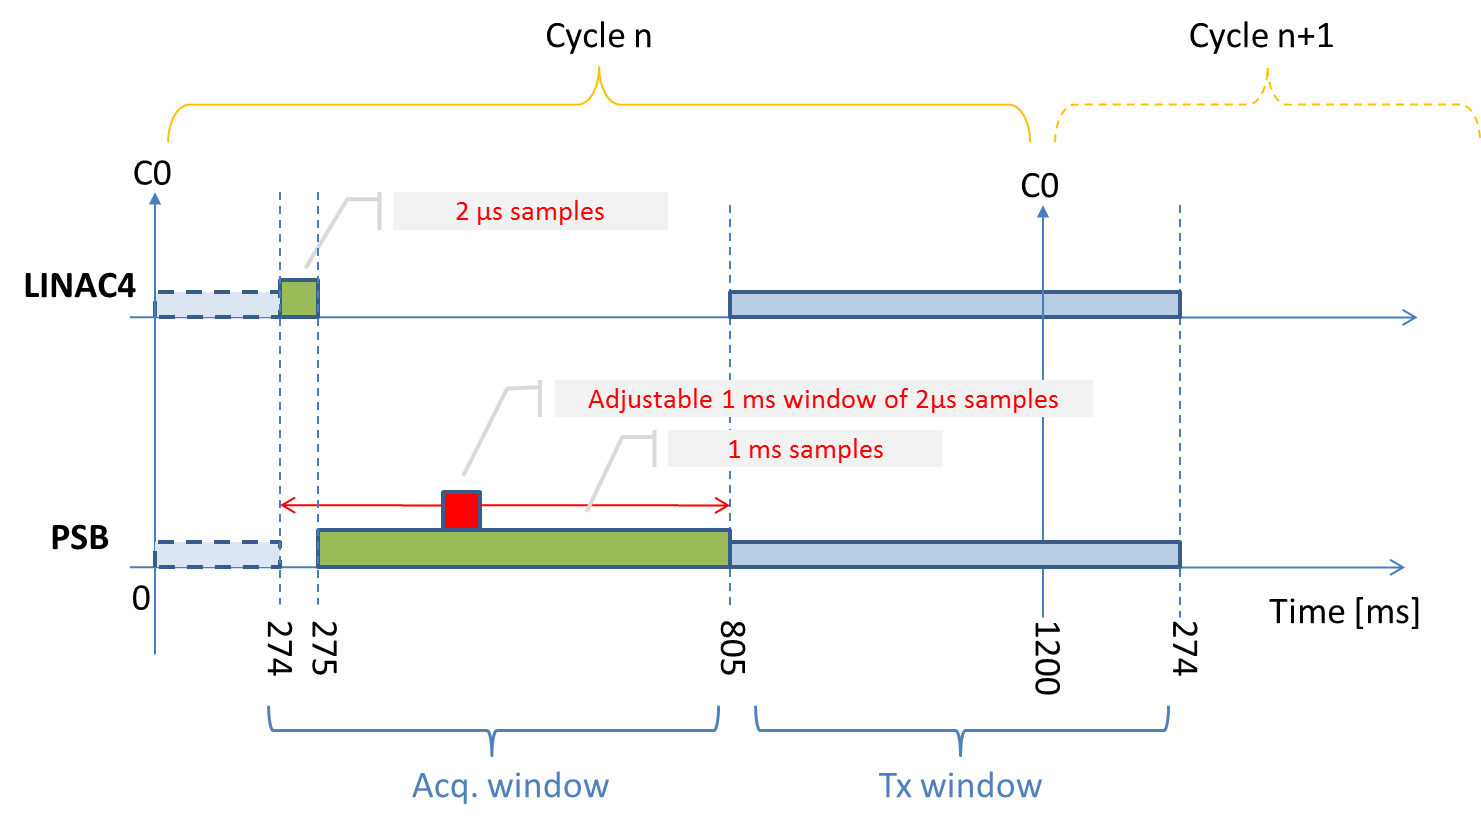 Cycle n
Cycle n+1
C0
C0
2 µs samples
LINAC4
Adjustable 1 ms window of 2µs samples
1 ms samples
PSB
0
Time [ms]
274
275
805
1200
274
Acq. window
Tx window